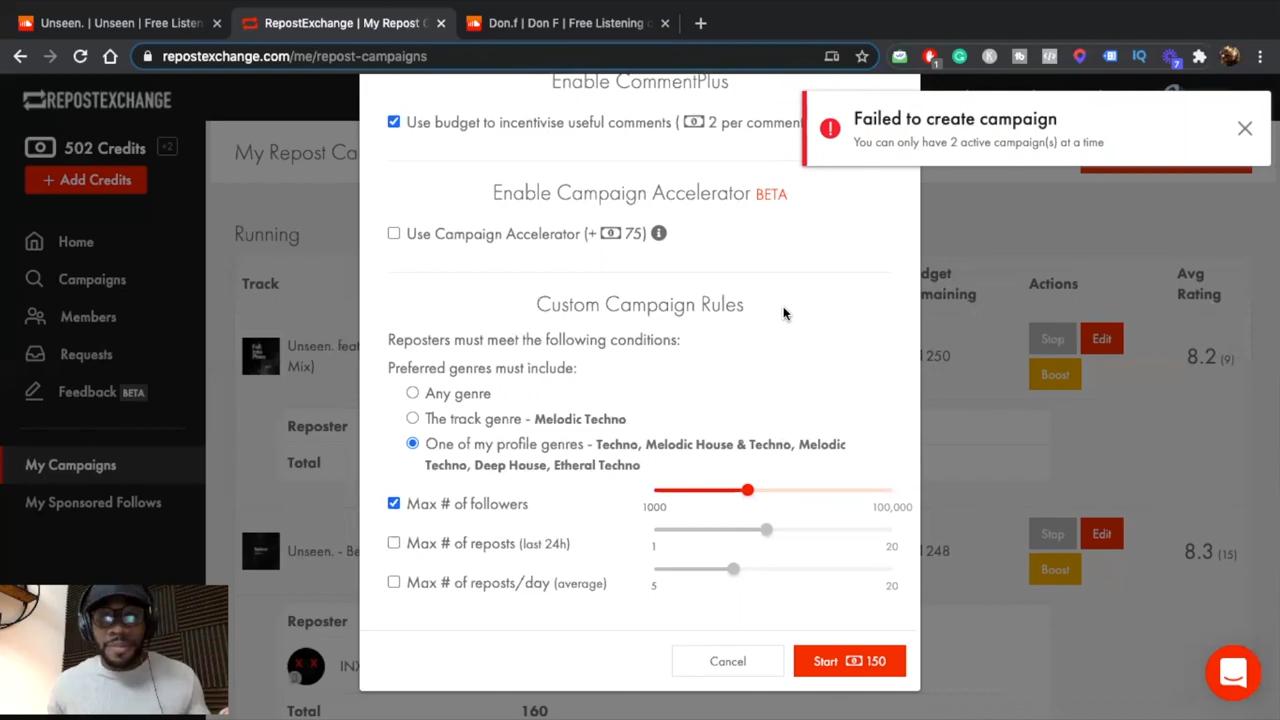 Unseen. | Unseen | Free Listen
RepostExchange | My Repost C
Don.f | Don F | Free Listening o
repostexchange.com/me/repost-campaigns
REPOSTEXCHANGE
502 Credits +2
+ Add Credits
Home
Campaigns
Members
Requests
Feedback BETA
My Campaigns
My Sponsored Follows
My Repost Ca
Running
Track
Unseen. feat
Mix)
Reposter
Total
Unseen. - Be
Reposter
INX
Total
160
Enable CommentPlus
Use budget to incentivise useful comments ( 2 per comment
Enable Campaign Accelerator BETA
Use Campaign Accelerator (+ 75)
Custom Campaign Rules
Reposters must meet the following conditions:
Preferred genres must include:
Any genre
The track genre - Melodic Techno
One of my profile genres - Techno, Melodic House & Techno, Melodic
Techno, Deep House, Etheral Techno
Max # of followers
1000 100,000
Max # of reposts (last 24h)
1 20
Max # of reposts/day (average)
5 20
Cancel
Start 150
Failed to create campaign
You can only have 2 active campaign(s) at a time
dget
maining
Actions
Avg
Rating
250
Stop
Edit
Boost
8.2 (9)
248
Stop
Edit
Boost
8.3 (15)